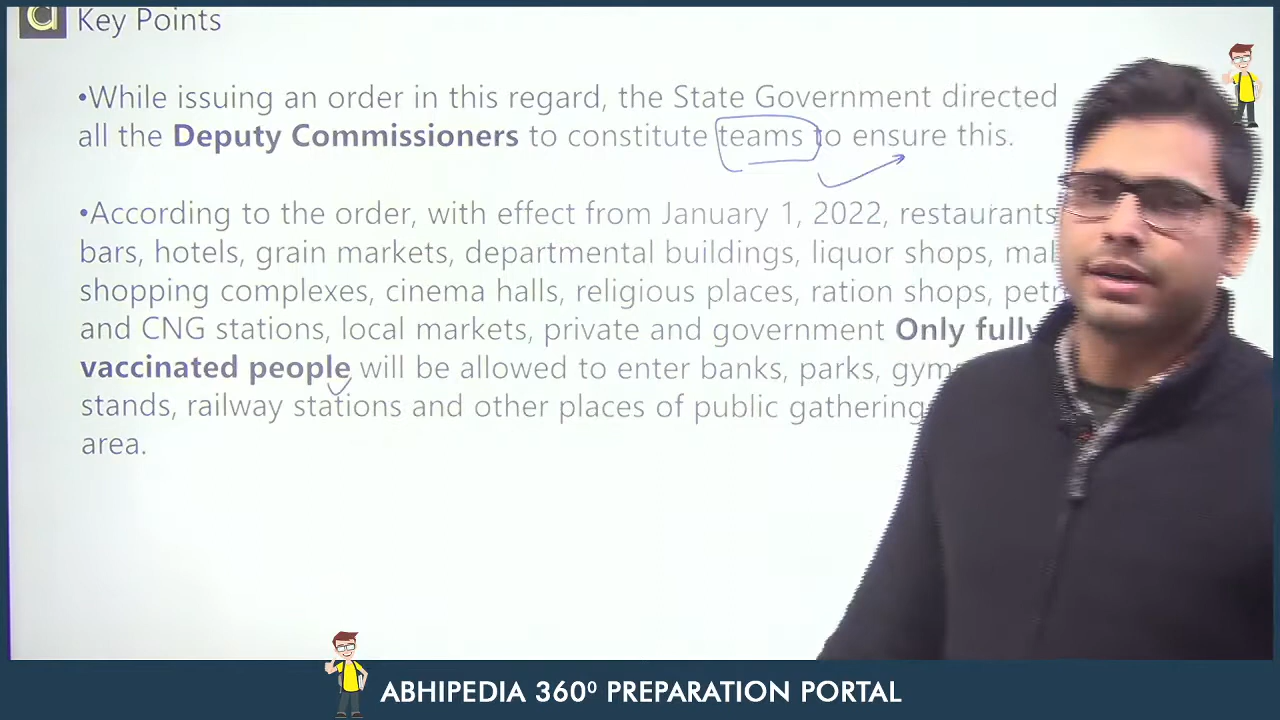 Key Points
•While issuing an order in this regard, the State Government directed
all the Deputy Commissioners to constitute teams to ensure this.
•According to the order, with effect from January 1, 2022, restaurants
bars, hotels, grain markets, departmental buildings, liquor shops,
shopping complexes, cinema halls, religious places, ration shops,
and CNG stations, local markets, private and government Only fully
vaccinated people will be allowed to enter banks, parks,
stands, railway stations and other places of public gathering
area.
ABHIPEDIA 360⁰ PREPARATION PORTAL